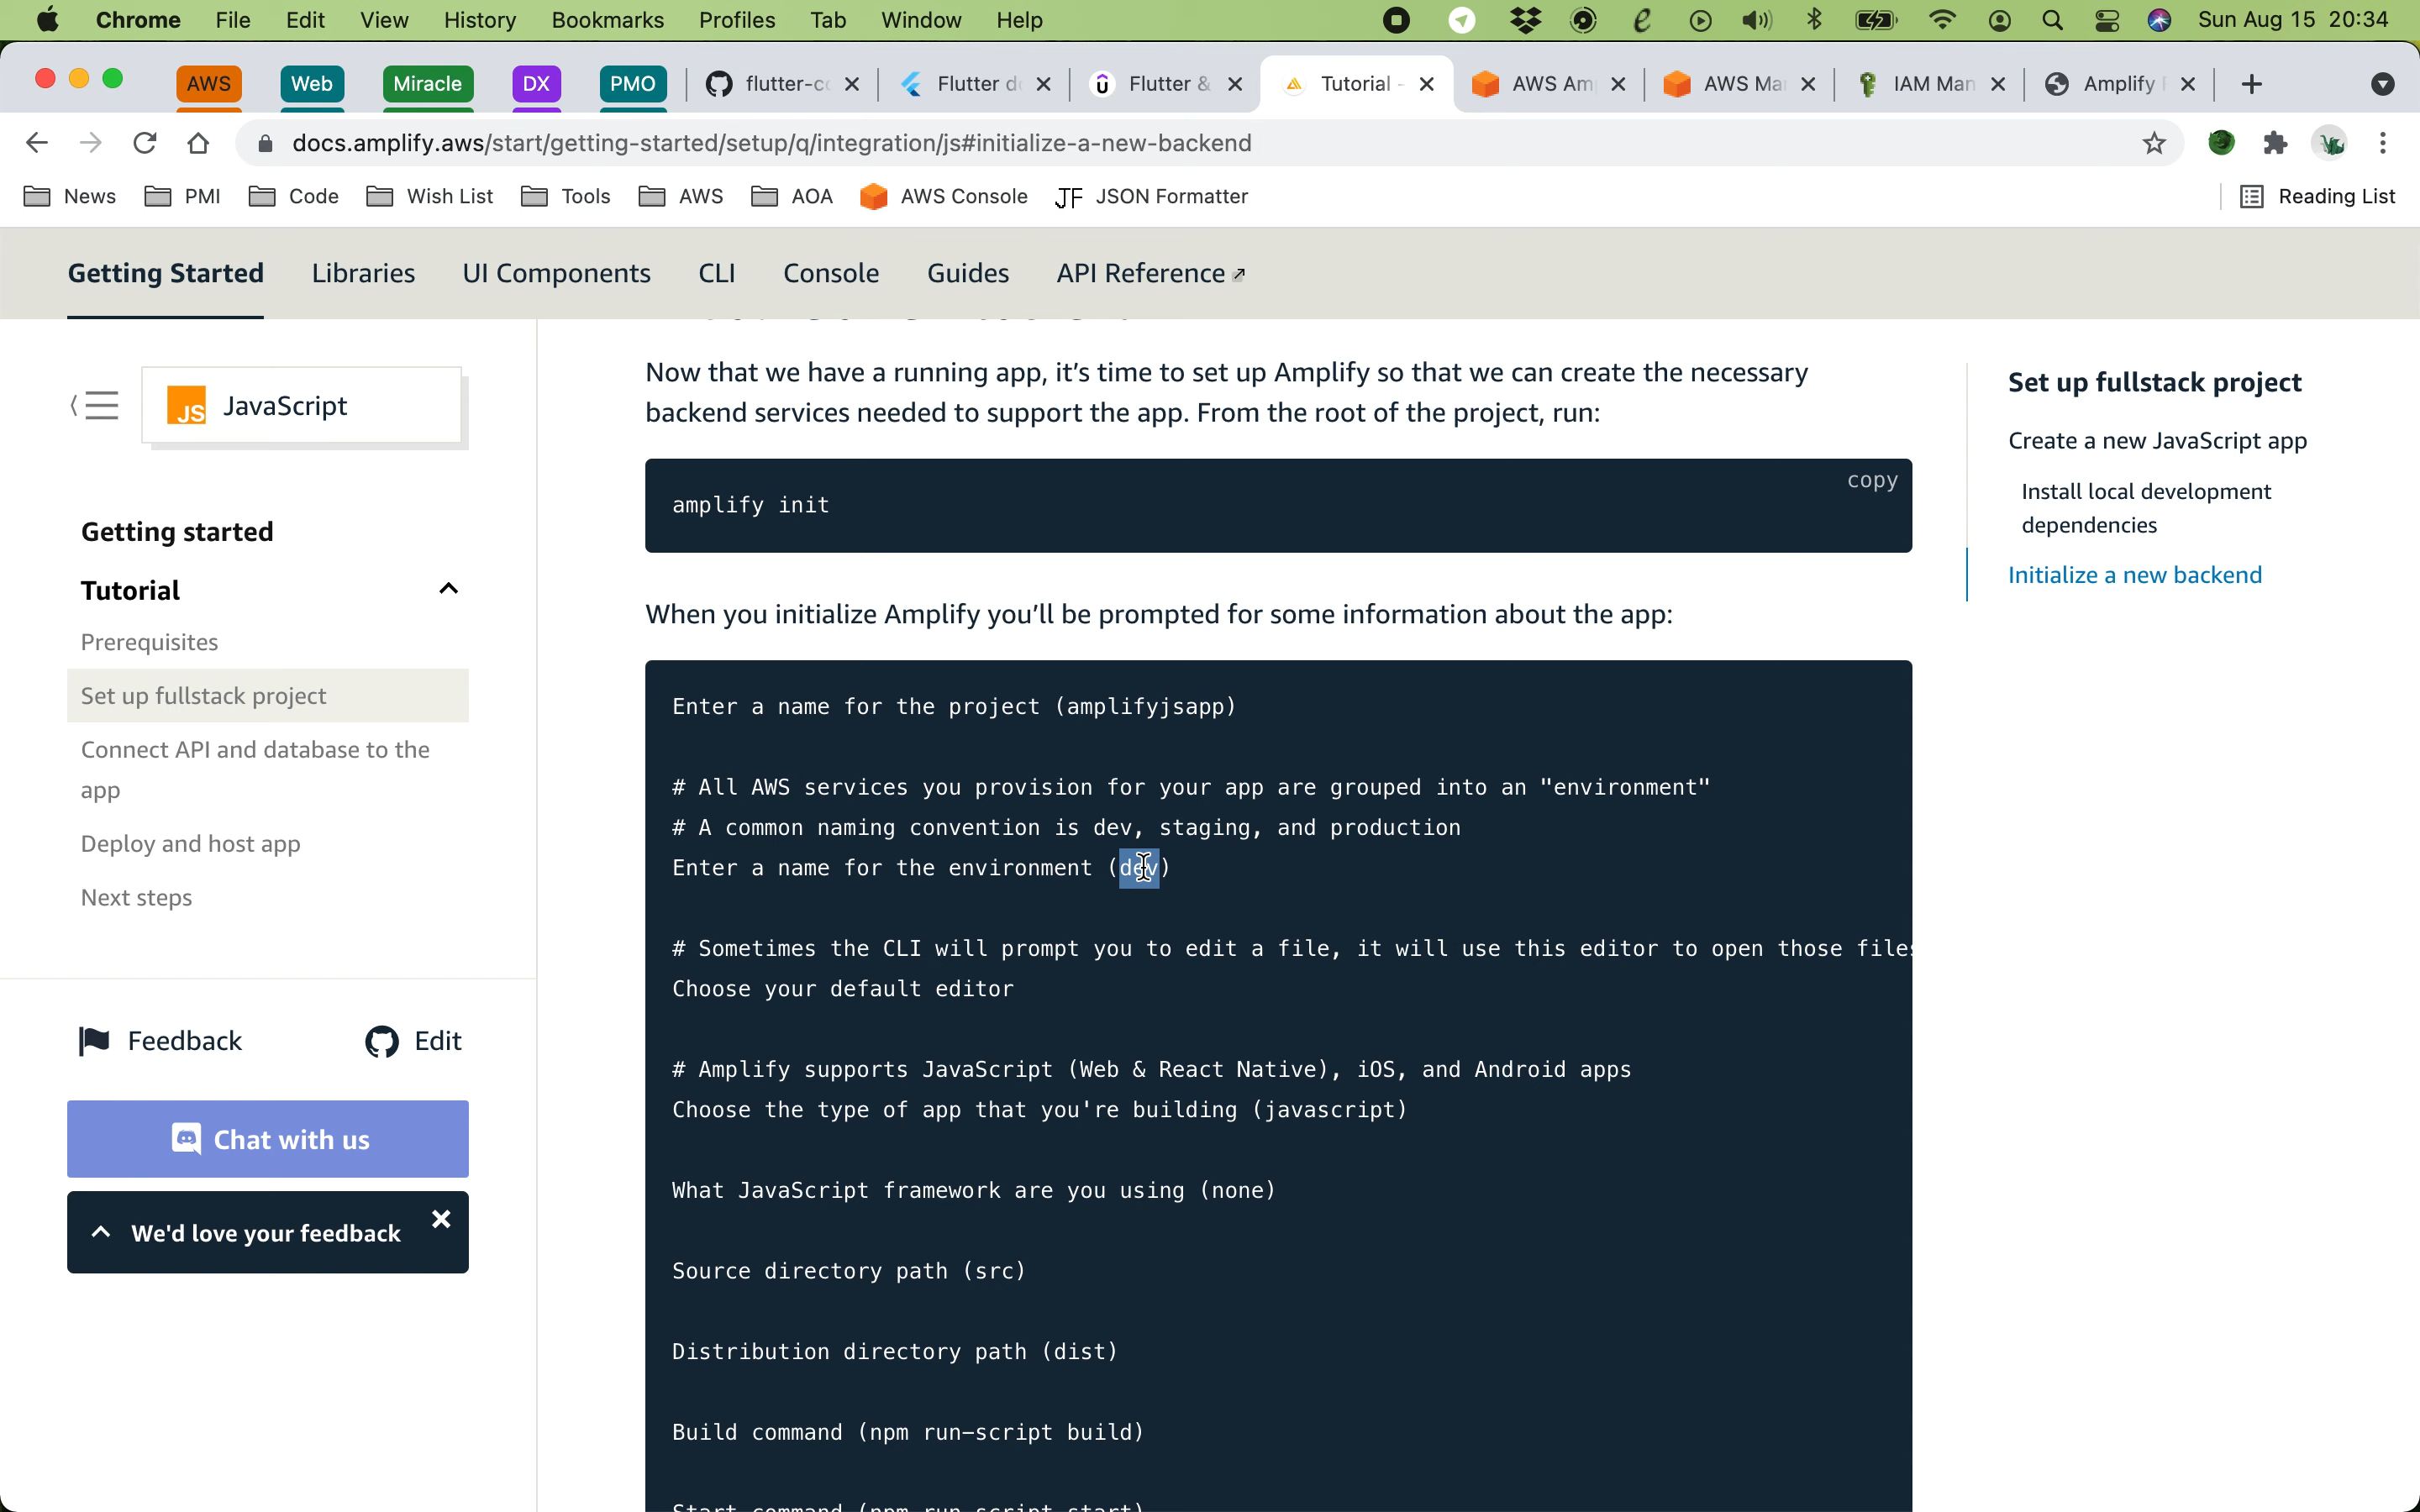 Chrome File Edit View History Bookmarks Profiles Tab Window Help Sun Aug 15 20:34
AWS Web Miracle DX PMO flutter-c Flutter d Flutter & Tutorial - AWS Am AWS Ma IAM Man Amplify
docs.amplify.aws/start/getting-started/setup/q/integration/js#initialize-a-new-backend
News PMI Code Wish List Tools AWS AOA AWS Console JF JSON Formatter Reading List
Getting Started Libraries UI Components CLI Console Guides API Reference
JS JavaScript
Getting started
Tutorial
Prerequisites
Set up fullstack project
Connect API and database to the
app
Deploy and host app
Next steps
Feedback Edit
Chat with us
We'd love your feedback
Now that we have a running app, it’s time to set up Amplify so that we can create the necessary
backend services needed to support the app. From the root of the project, run:
copy
amplify init
When you initialize Amplify you’ll be prompted for some information about the app:
Enter a name for the project (amplifyjsapp)
# All AWS services you provision for your app are grouped into an "environment"
# A common naming convention is dev, staging, and production
Enter a name for the environment (dev)
# Sometimes the CLI will prompt you to edit a file, it will use this editor to open those files
Choose your default editor
# Amplify supports JavaScript (Web & React Native), iOS, and Android apps
Choose the type of app that you're building (javascript)
What JavaScript framework are you using (none)
Source directory path (src)
Distribution directory path (dist)
Build command (npm run-script build)
Start command (npm run-script start)
Set up fullstack project
Create a new JavaScript app
Install local development
dependencies
Initialize a new backend